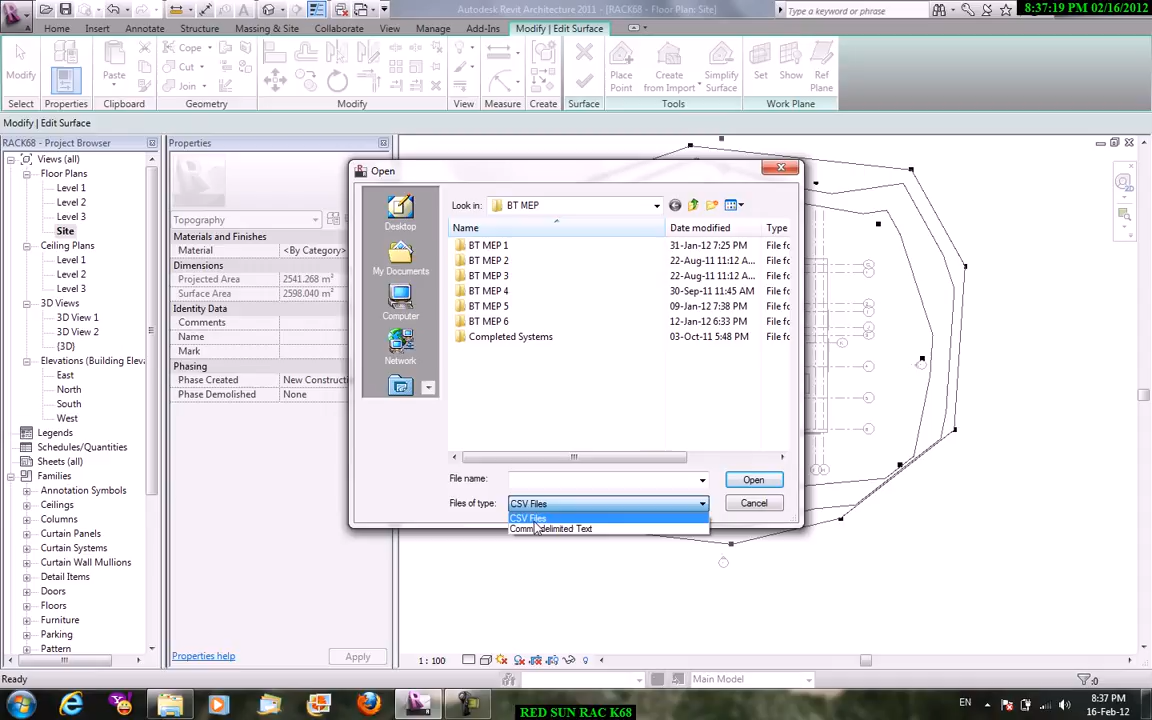 Autodesk Revit Architecture 2011 - [RACK68 - Floor Plan: Site]
Type a keyword or phrase
8:37:19 PM 02/16/2012
Home Insert Annotate Structure Massing & Site Collaborate View Manage Add-Ins Modify | Edit Surface
Modify
Paste
Cope
Cut
Join
Place Point
Create from Import
Simplify Surface
Set
Show
Ref Plane
Select Properties Clipboard Geometry Modify View Measure Create Surface Tools Work Plane
Modify | Edit Surface
RACK68 - Project Browser
Views (all)
Floor Plans
Level 1
Level 2
Level 3
Site
Ceiling Plans
Level 1
Level 2
Level 3
3D Views
3D View 1
3D View 2
{3D}
Elevations (Building Eleva
East
North
South
West
Legends
Schedules/Quantities
Sheets (all)
Families
Annotation Symbols
Ceilings
Columns
Curtain Panels
Curtain Systems
Curtain Wall Mullions
Detail Items
Doors
Floors
Furniture
Parking
Pattern
Properties
Topography
Materials and Finishes
Material <By Category>
Dimensions
Projected Area 2541.268 m²
Surface Area 2598.040 m²
Identity Data
Comments
Name
Mark
Phasing
Phase Created New Constructi
Phase Demolished None
Properties help
Apply
Open
Look in: BT MEP
Desktop
My Documents
Computer
Network
Name Date modified Type
BT MEP 1 31-Jan-12 7:25 PM File fo
BT MEP 2 22-Aug-11 11:12 A... File fo
BT MEP 3 22-Aug-11 11:12 A... File fo
BT MEP 4 30-Sep-11 11:45 AM File fo
BT MEP 5 09-Jan-12 7:38 PM File fo
BT MEP 6 12-Jan-12 6:33 PM File fo
Completed Systems 03-Oct-11 5:48 PM File fo
File name:
Open
Files of type: CSV Files
Cancel
CSV Files
Comma delimited Text
1 : 100
Ready
Main Model
:0
EN
8:37 PM
16-Feb-12
RED SUN RAC K68